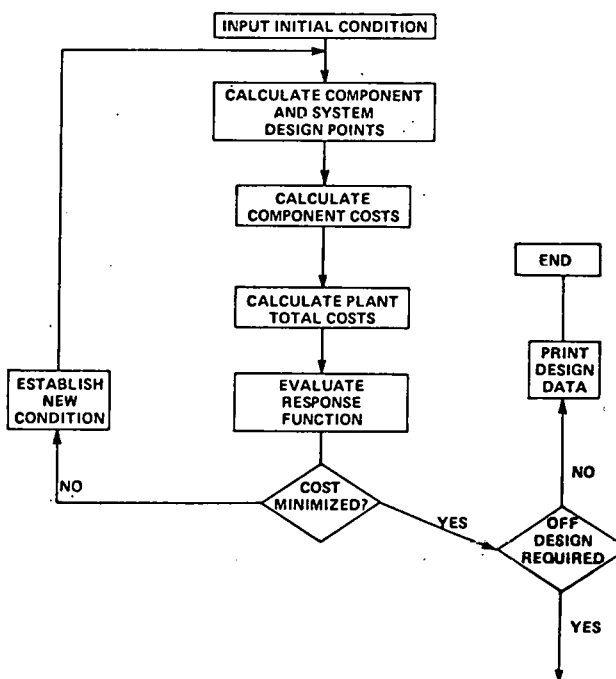 INPUT INITIAL CONDITION
CALCULATE COMPONENT
AND SYSTEM
DESIGN POINTS
CALCULATE
COMPONENT COSTS
CALCULATE PLANT
TOTAL COSTS
EVALUATE
RESPONSE
FUNCTION
ESTABLISH
NEW
CONDITION
NO
COST
MINIMIZED?
YES
OFF
DESIGN
REQUIRED
NO
PRINT
DESIGN
DATA
END
YES